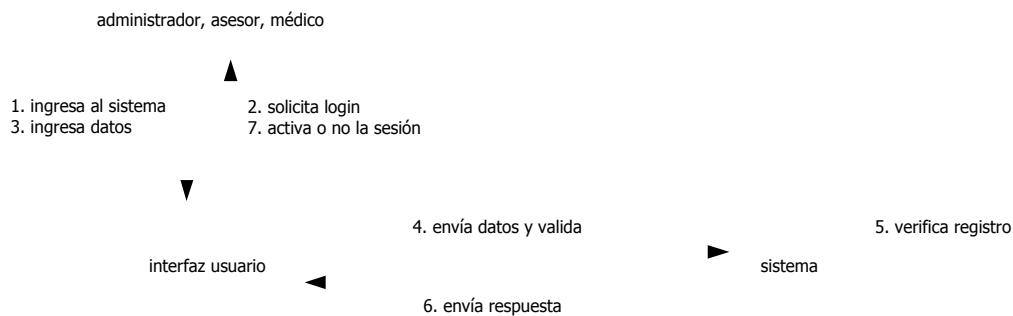 administrador, asesor, médico
1. ingresa al sistema
3. ingresa datos
2. solicita login
7. activa o no la sesión
4. envía datos y valida
5. verifica registro
interfaz usuario
sistema
6. envía respuesta